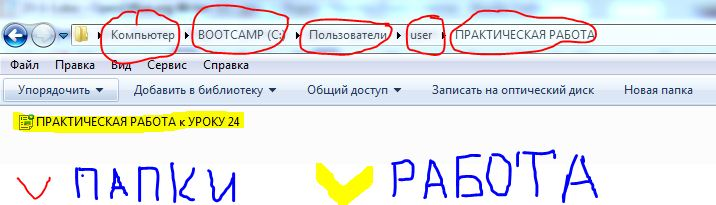 Компьютер BOOTCAMP (C:) Пользователи user ПРАКТИЧЕСКАЯ РАБОТА
Файл Правка Вид Сервис Справка
Упорядочить Добавить в библиотеку Общий доступ Записать на оптический диск Новая папка
ПРАКТИЧЕСКАЯ РАБОТА к УРОКУ 24
ПАПКИ РАБОТА